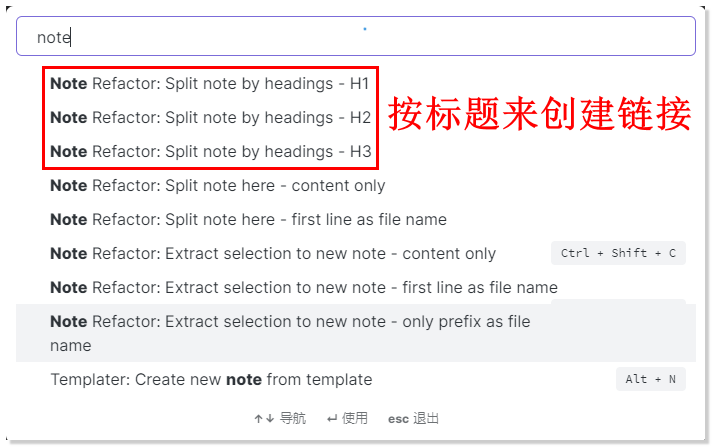 note
Note Refactor: Split note by headings - H1
Note Refactor: Split note by headings - H2
Note Refactor: Split note by headings - H3
按标题来创建链接
Note Refactor: Split note here - content only
Note Refactor: Split note here - first line as file name
Note Refactor: Extract selection to new note - content only
Ctrl + Shift + C
Note Refactor: Extract selection to new note - first line as file name
Note Refactor: Extract selection to new note - only prefix as file
name
Templater: Create new note from template
Alt + N
↑↓ 导航 ↵ 使用 esc 退出